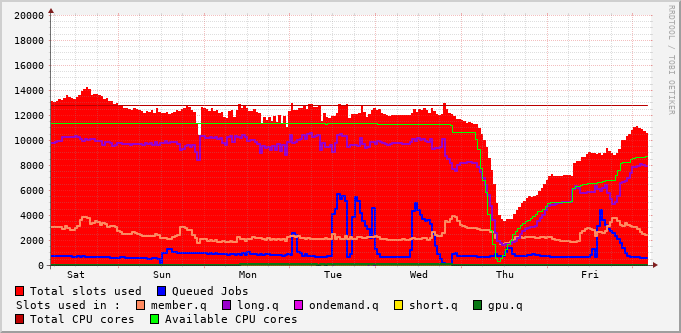 20000
18000
16000
14000
12000
10000
8000
6000
4000
2000
0
Sat Sun Mon Tue Wed Thu Fri
RRDTOOL / TOBI OETIKER
Total slots used Queued Jobs
Slots used in : member.q long.q ondemand.q short.q gpu.q
Total CPU cores Available CPU cores